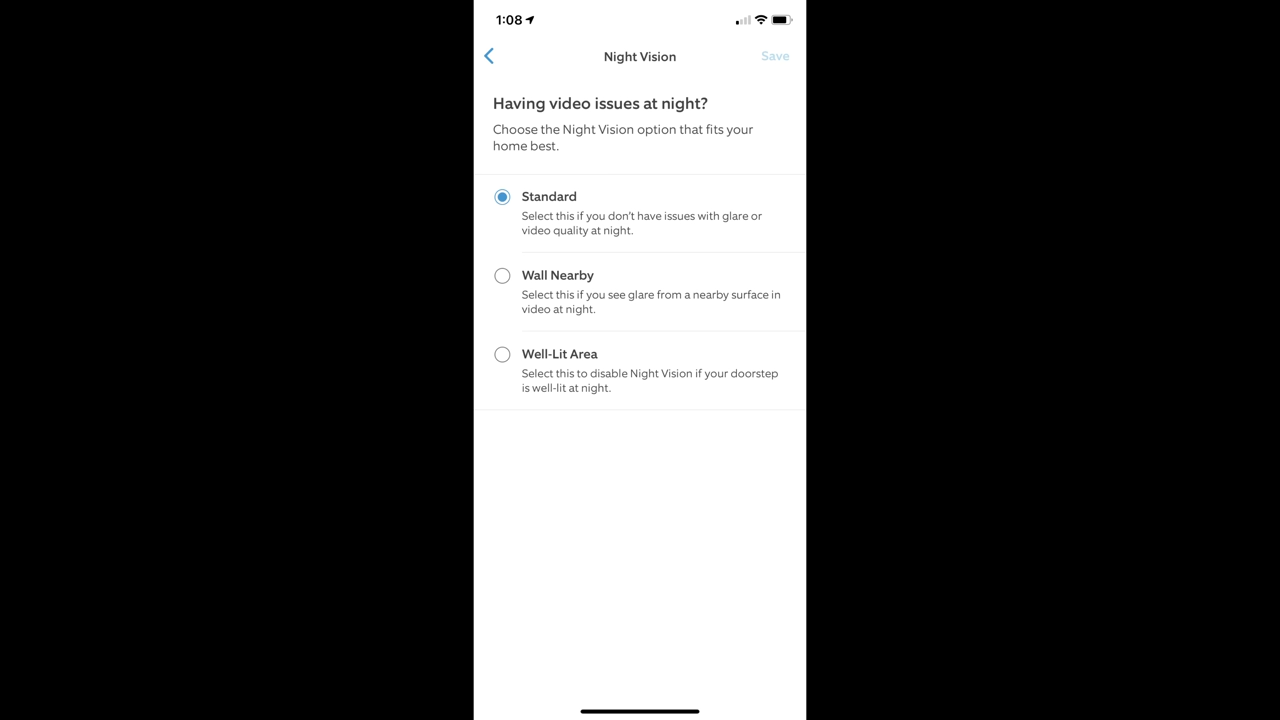 1:08
Night Vision
Save
Having video issues at night?
Choose the Night Vision option that fits your
home best.
Standard
Select this if you don't have issues with glare or
video quality at night.
Wall Nearby
Select this if you see glare from a nearby surface in
video at night.
Well-Lit Area
Select this to disable Night Vision if your doorstep
is well-lit at night.